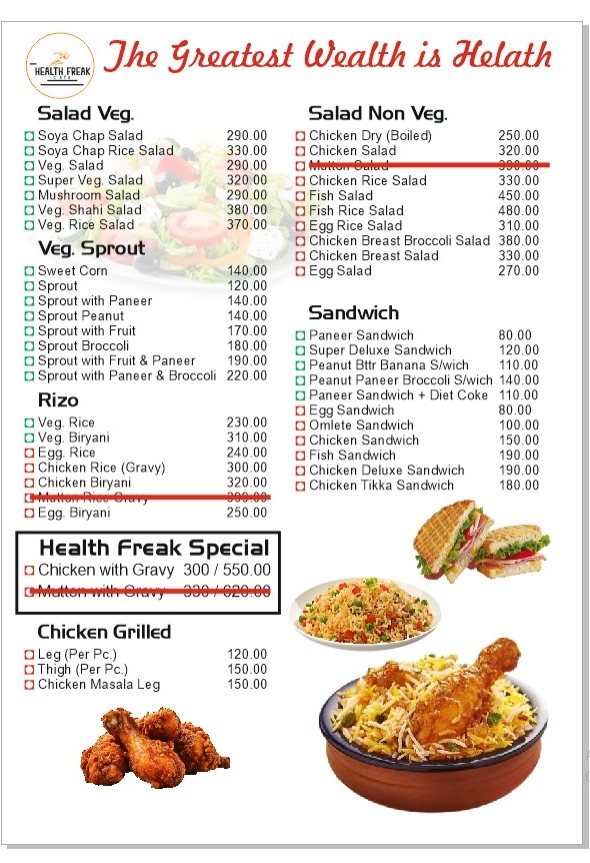 HEALTH FREAK
CAFE
The Greatest Wealth is Helath
Salad Veg.
Soya Chap Salad 290.00
Soya Chap Rice Salad 330.00
Veg. Salad 290.00
Super Veg. Salad 320.00
Mushroom Salad 290.00
Veg. Shahi Salad 380.00
Veg. Rice Salad 370.00
Veg. Sprout
Sweet Corn 140.00
Sprout 120.00
Sprout with Paneer 140.00
Sprout Peanut 140.00
Sprout with Fruit 170.00
Sprout Broccoli 180.00
Sprout with Fruit & Paneer 190.00
Sprout with Paneer & Broccoli 220.00
Rizo
Veg. Rice 230.00
Veg. Biryani 310.00
Egg. Rice 240.00
Chicken Rice (Gravy) 300.00
Chicken Biryani 320.00
Mutton Rice Gravy
Egg. Biryani 250.00
Health Freak Special
Chicken with Gravy 300 / 550.00
Mutton with Gravy 330 / 620.00
Chicken Grilled
Leg (Per Pc.) 120.00
Thigh (Per Pc.) 150.00
Chicken Masala Leg 150.00
Salad Non Veg.
Chicken Dry (Boiled) 250.00
Chicken Salad 320.00
Mutton Salad
Chicken Rice Salad 330.00
Fish Salad 450.00
Fish Rice Salad 480.00
Egg Rice Salad 310.00
Chicken Breast Broccoli Salad 380.00
Chicken Breast Salad 330.00
Egg Salad 270.00
Sandwich
Paneer Sandwich 80.00
Super Deluxe Sandwich 120.00
Peanut Bttr Banana S/wich 110.00
Peanut Paneer Broccoli S/wich 140.00
Paneer Sandwich + Diet Coke 110.00
Egg Sandwich 80.00
Omlete Sandwich 100.00
Chicken Sandwich 150.00
Fish Sandwich 190.00
Chicken Deluxe Sandwich 190.00
Chicken Tikka Sandwich 180.00